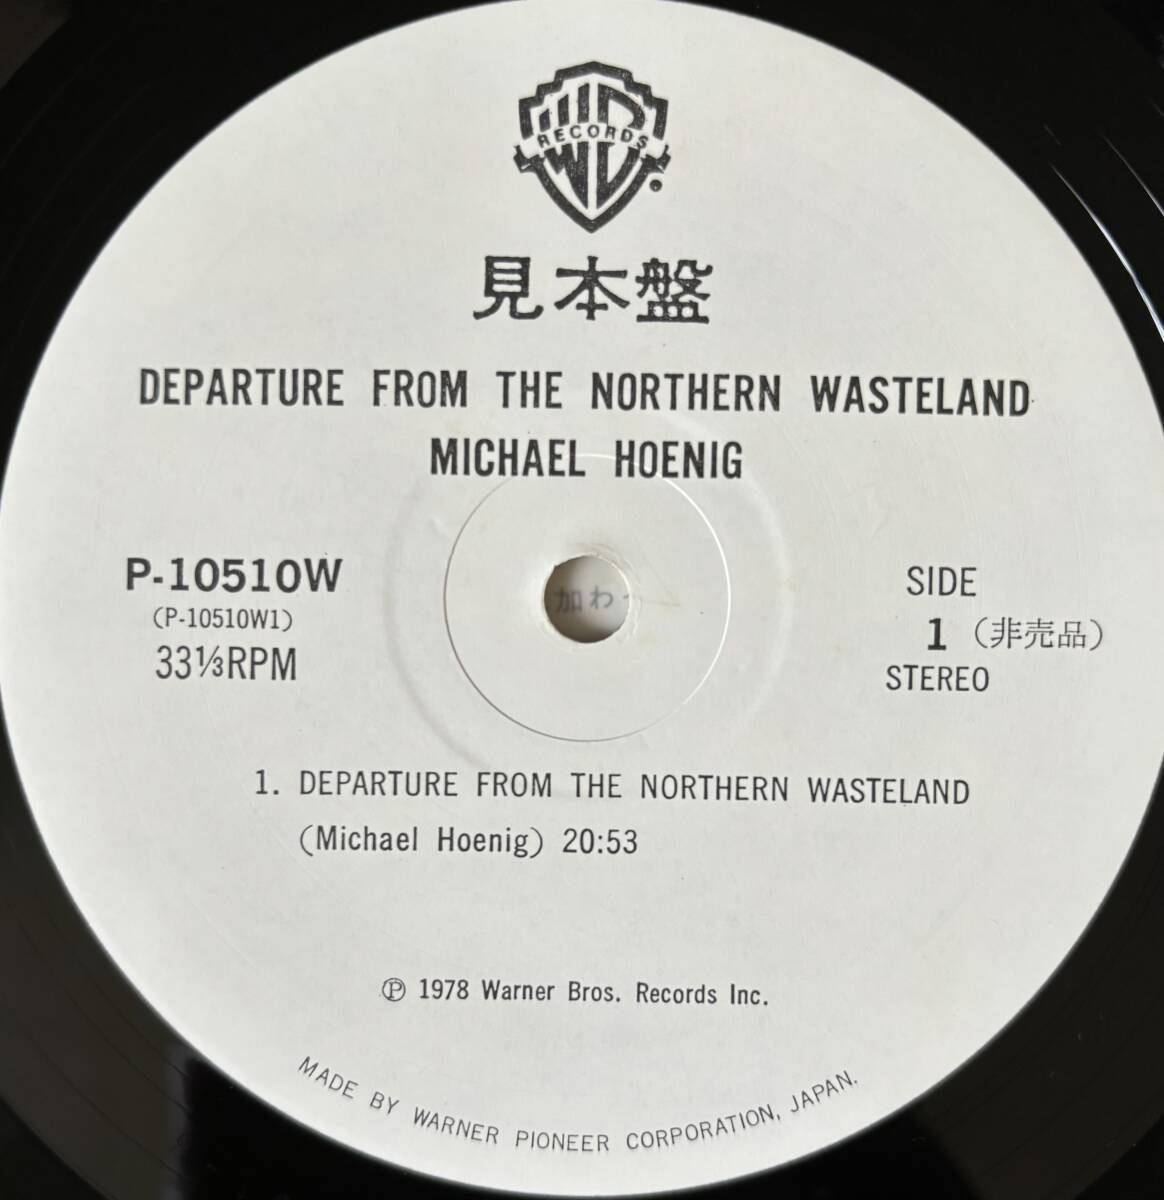 WB
RECORDS
見本盤
DEPARTURE FROM THE NORTHERN WASTELAND
MICHAEL HOENIG
P-10510W
(P-10510W1)
33⅓RPM
加わ
SIDE
1 (非売品)
STEREO
1. DEPARTURE FROM THE NORTHERN WASTELAND
(Michael Hoenig) 20:53
Ⓟ 1978 Warner Bros. Records Inc.
MADE BY WARNER PIONEER CORPORATION, JAPAN.